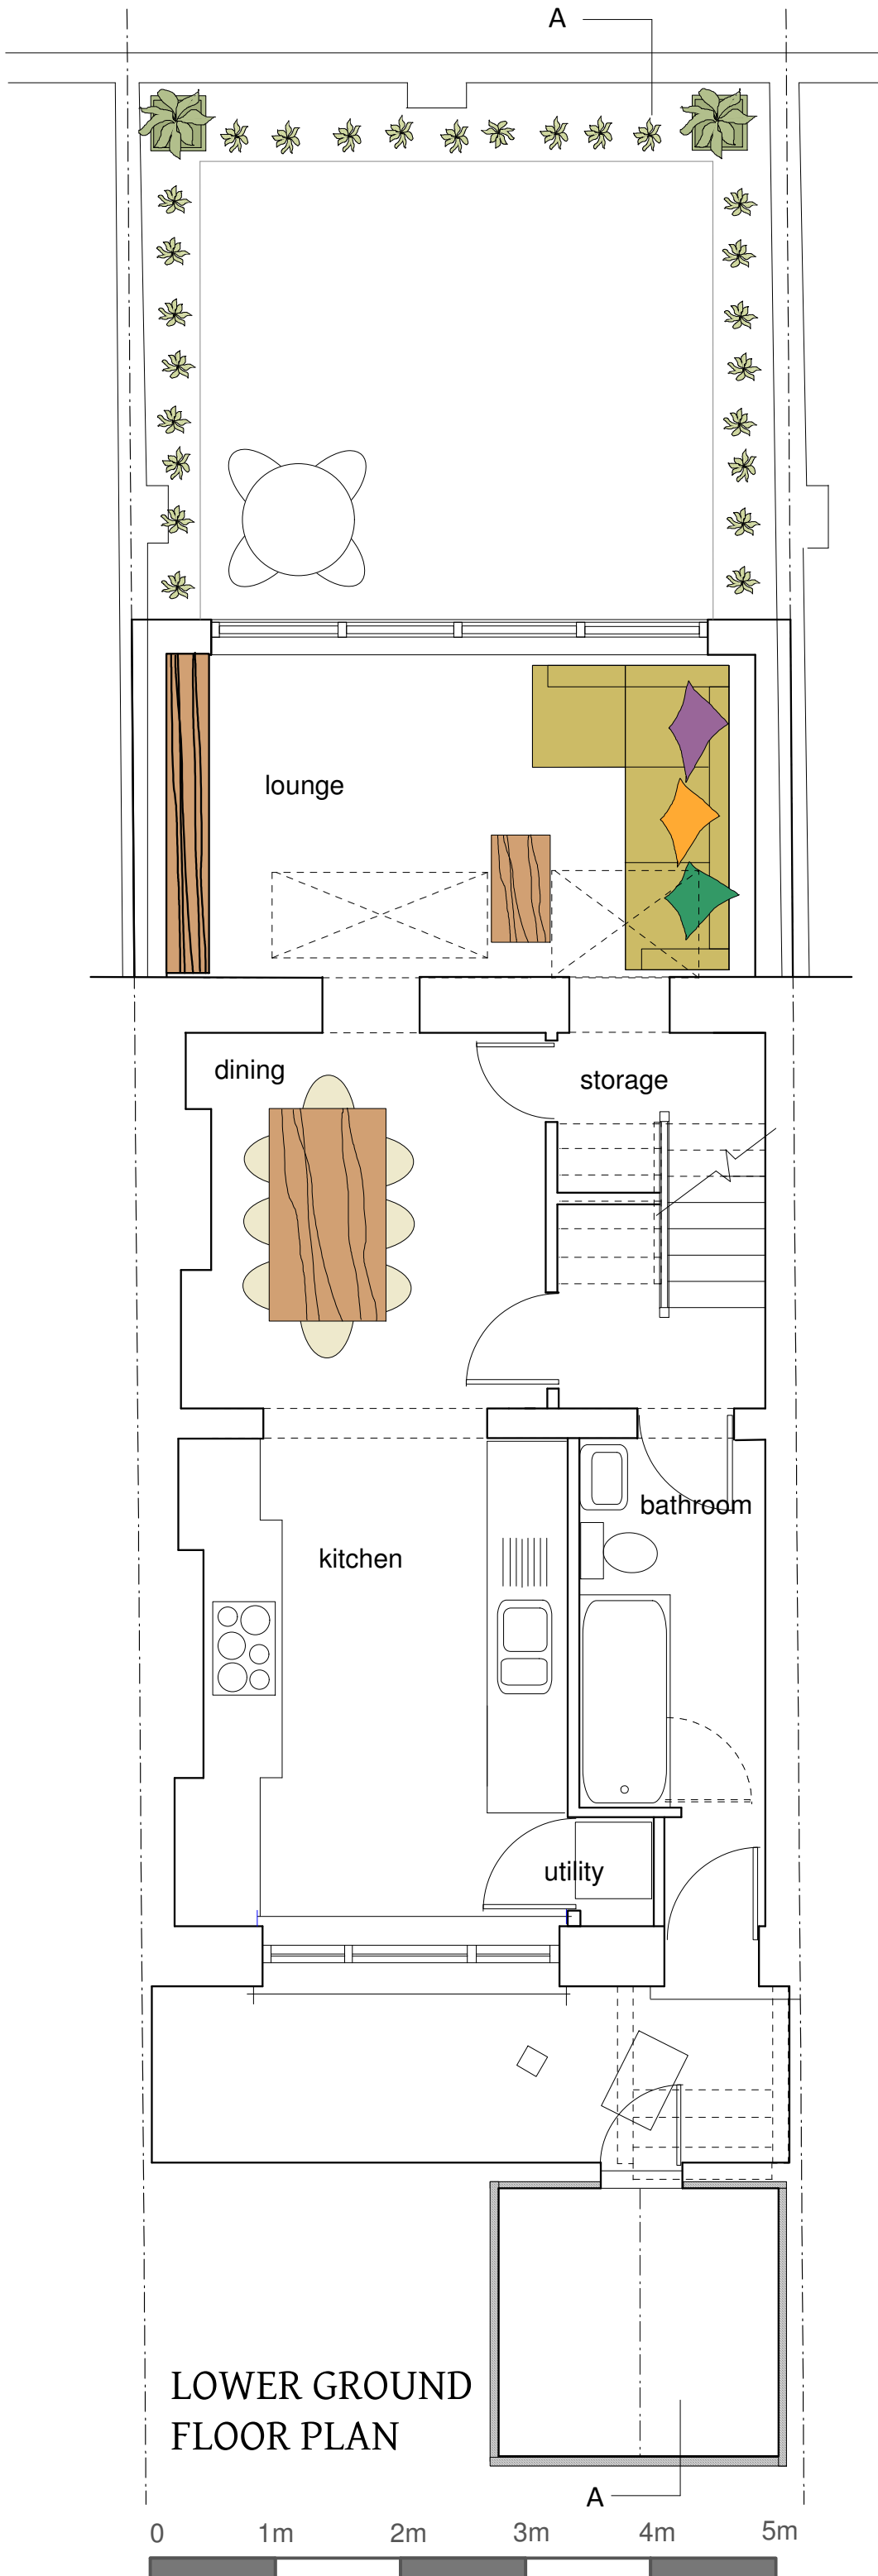 A
lounge
dining
storage
bathroom
kitchen
utility
LOWER GROUND
FLOOR PLAN
A
0 1m 2m 3m 4m 5m